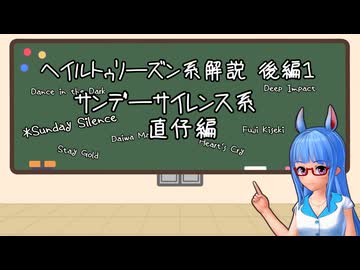 ヘイルトゥリーズン系解説 後編1
Dance in the Dark
Deep Impact
サンデーサイレンス系
*Sunday Silence
直仔編
Fuji Kiseki
Heart's Cry
Stay Gold